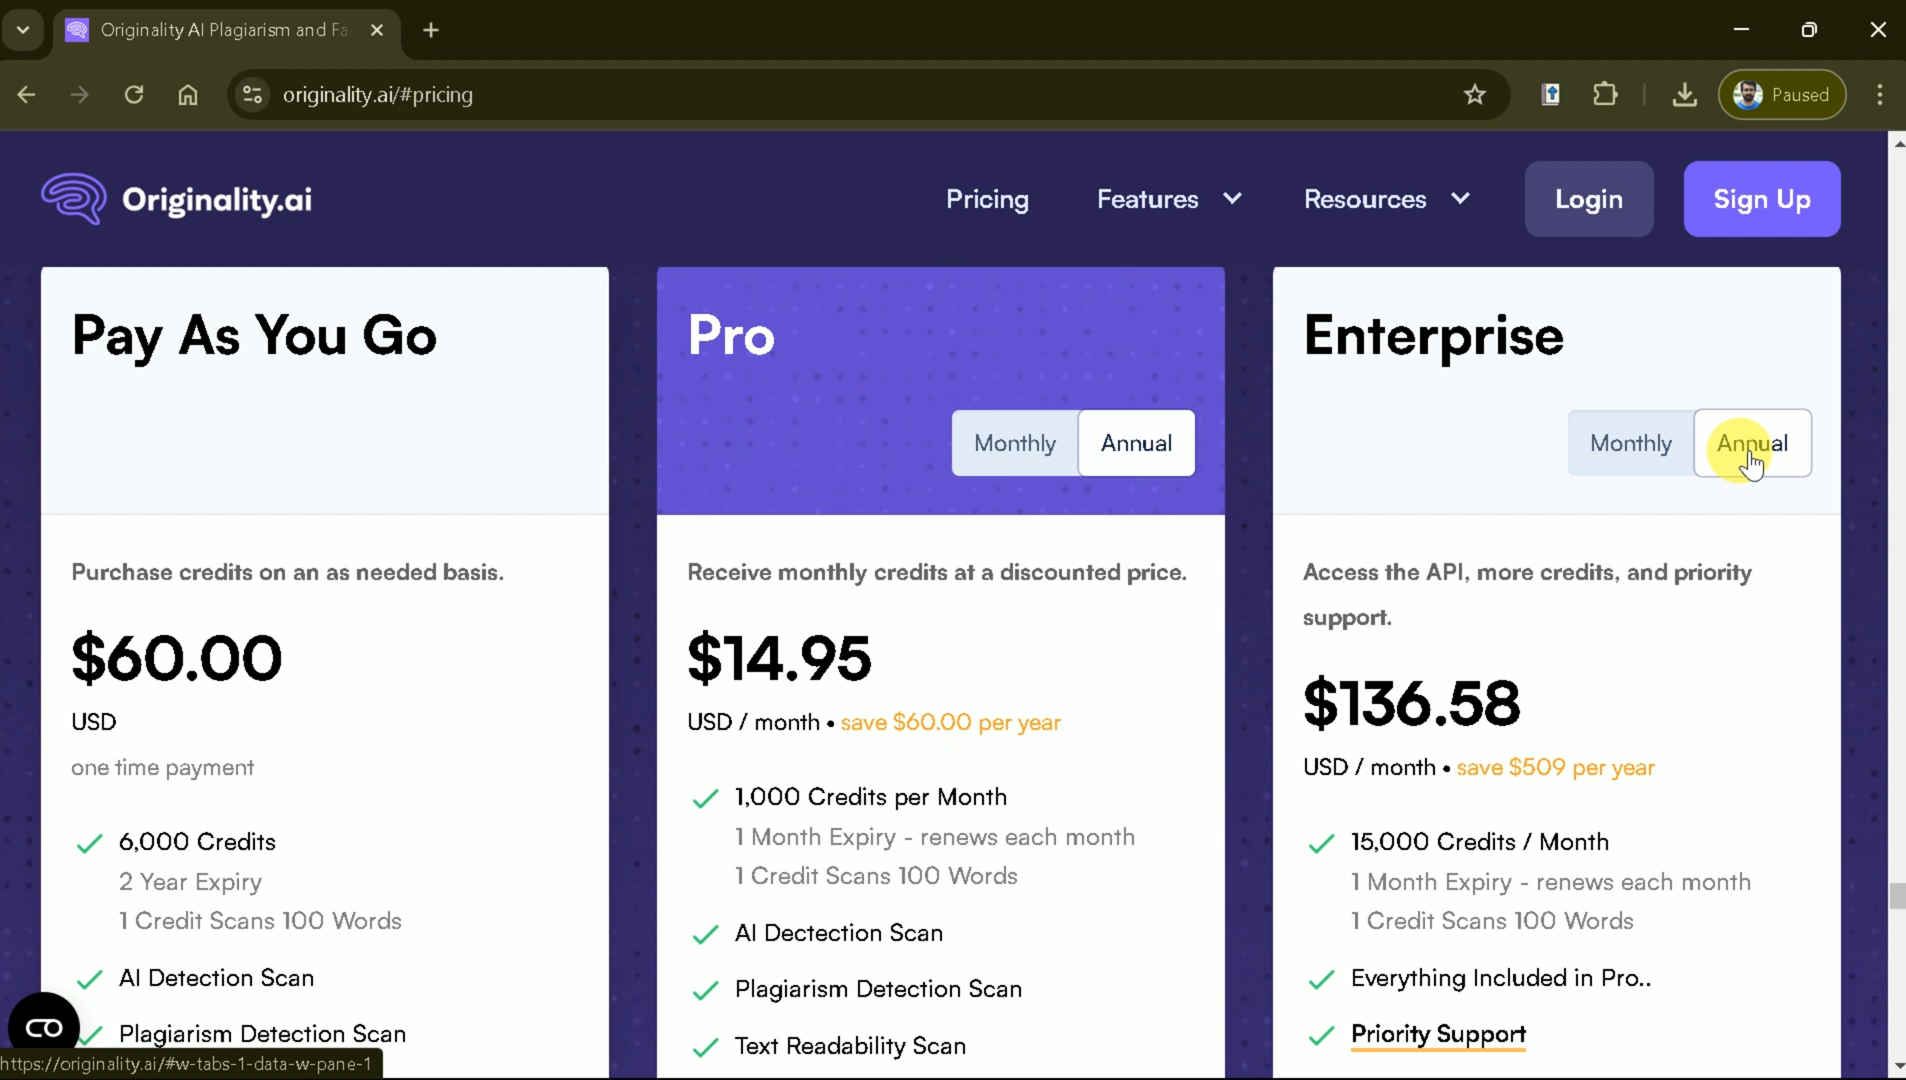 Originality AI Plagiarism and Fa
originality.ai/#pricing
Paused
Originality.ai
Pricing
Features
Resources
Login
Sign Up
Pay As You Go
Purchase credits on an as needed basis.
$60.00
USD
one time payment
6,000 Credits
2 Year Expiry
1 Credit Scans 100 Words
AI Detection Scan
Plagiarism Detection Scan
Pro
Monthly
Annual
Receive monthly credits at a discounted price.
$14.95
USD / month • save $60.00 per year
1,000 Credits per Month
1 Month Expiry - renews each month
1 Credit Scans 100 Words
AI Dectection Scan
Plagiarism Detection Scan
Text Readability Scan
Enterprise
Monthly
Annual
Access the API, more credits, and priority
support.
$136.58
USD / month • save $509 per year
15,000 Credits / Month
1 Month Expiry - renews each month
1 Credit Scans 100 Words
Everything Included in Pro..
Priority Support
https://originality.ai/#w-tabs-1-data-w-pane-1